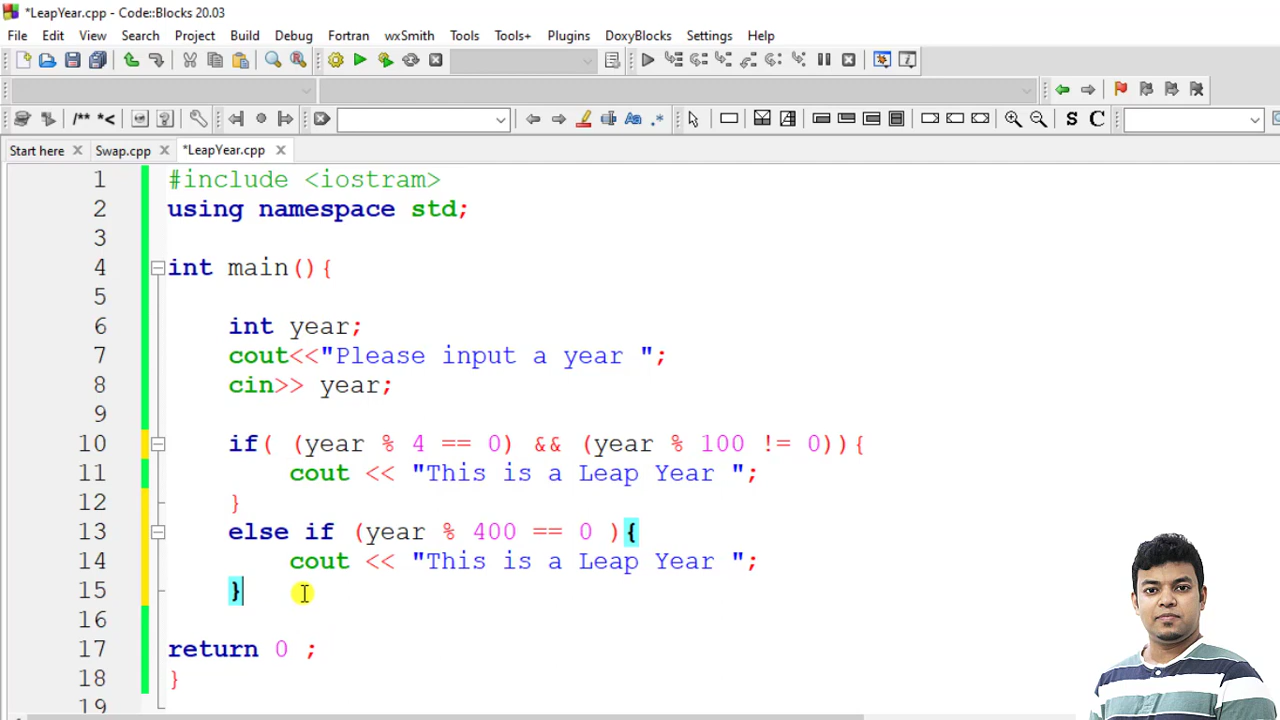 *LeapYear.cpp - Code::Blocks 20.03
File Edit View Search Project Build Debug Fortran wxSmith Tools Tools+ Plugins DoxyBlocks Settings Help
/** *<
Aa .* S C
Start here Swap.cpp *LeapYear.cpp
1 #include <iostram>
2 using namespace std;
3
4 int main(){
5
6 int year;
7 cout<<"Please input a year ";
8 cin>> year;
9
10 if( (year % 4 == 0) && (year % 100 != 0)){
11 cout << "This is a Leap Year ";
12 }
13 else if (year % 400 == 0 ){
14 cout << "This is a Leap Year ";
15 }
16
17 return 0 ;
18 }
19